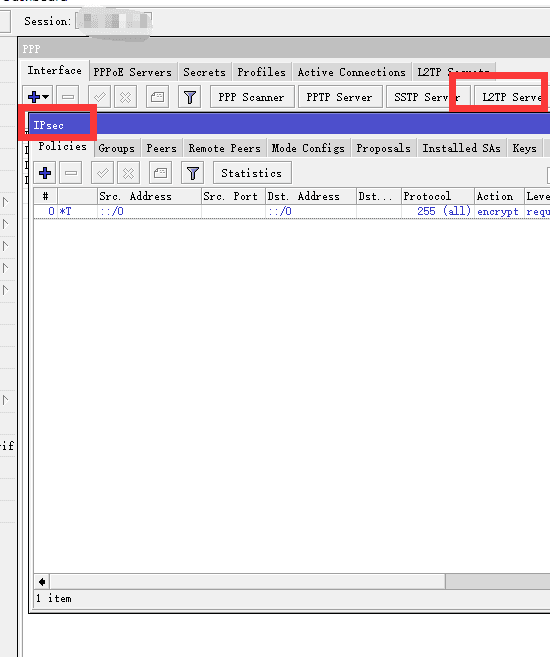 Session:
PPP
Interface PPPoE Servers Secrets Profiles Active Connections L2TP Secrets
PPP Scanner PPTP Server SSTP Server L2TP Serve
IPsec
Policies Groups Peers Remote Peers Mode Configs Proposals Installed SAs Keys
Statistics
# Src. Address Src. Port Dst. Address Dst... Protocol Action Leve
0 *T ::/0 ::/0 255 (all) encrypt requ
rif
1 item